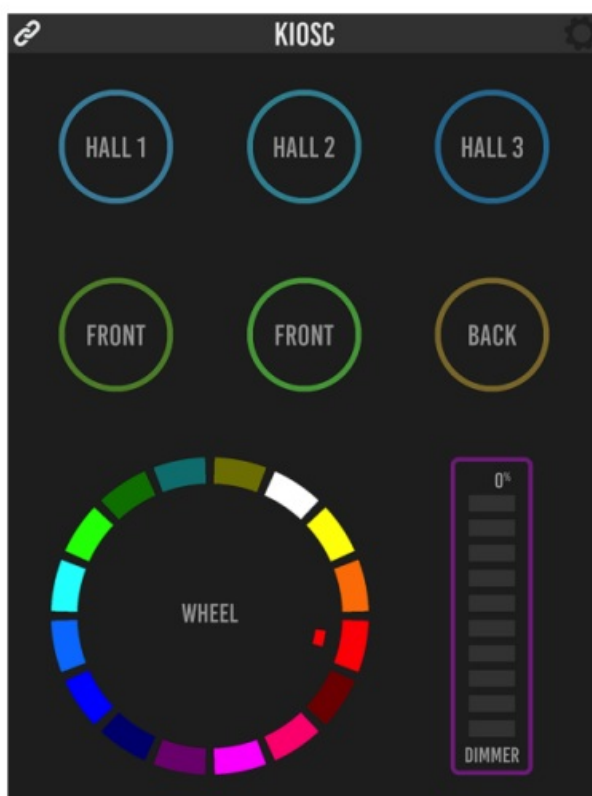 KIOSC
HALL 1 HALL 2 HALL 3
FRONT FRONT BACK
0%
WHEEL
DIMMER